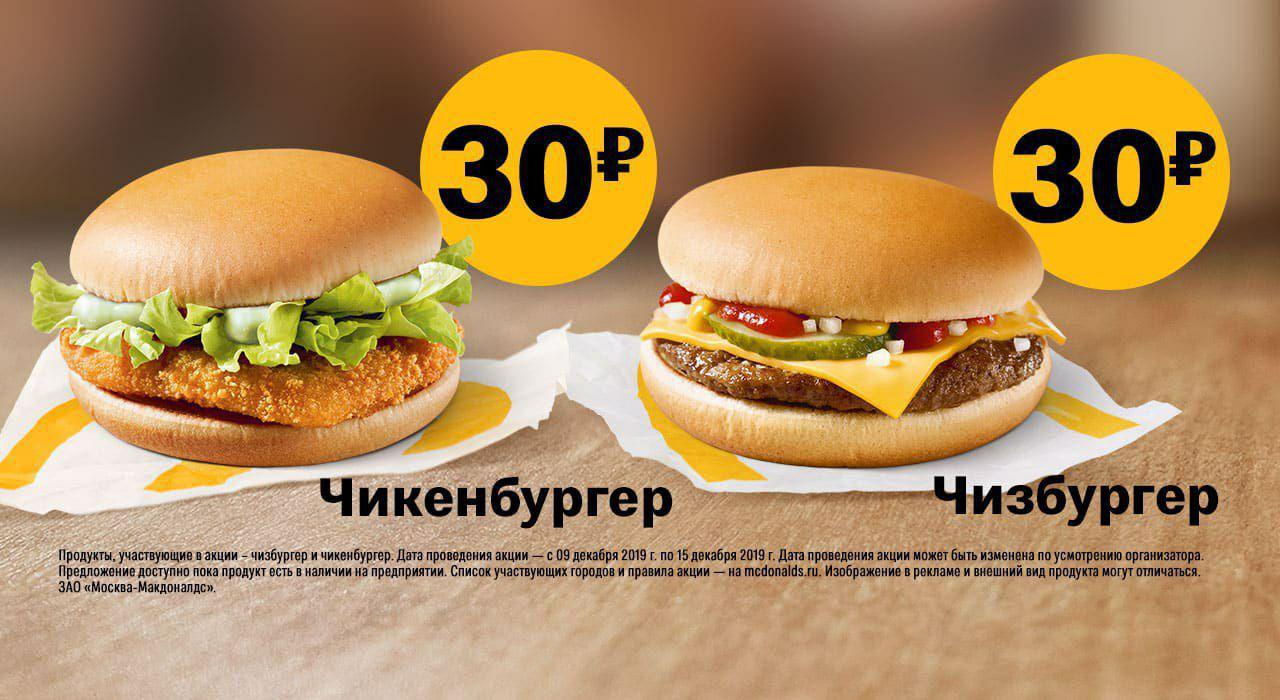 30₽
30₽
Чикенбургер
Чизбургер
Продукты, участвующие в акции – чизбургер и чикенбургер. Дата проведения акции — с 09 декабря 2019 г. по 15 декабря 2019 г. Дата проведения акции может быть изменена по усмотрению организатора.
Предложение доступно пока продукт есть в наличии на предприятии. Список участвующих городов и правила акции — на mcdonalds.ru. Изображение в рекламе и внешний вид продукта могут отличаться.
ЗАО «Москва-Макдоналдс».